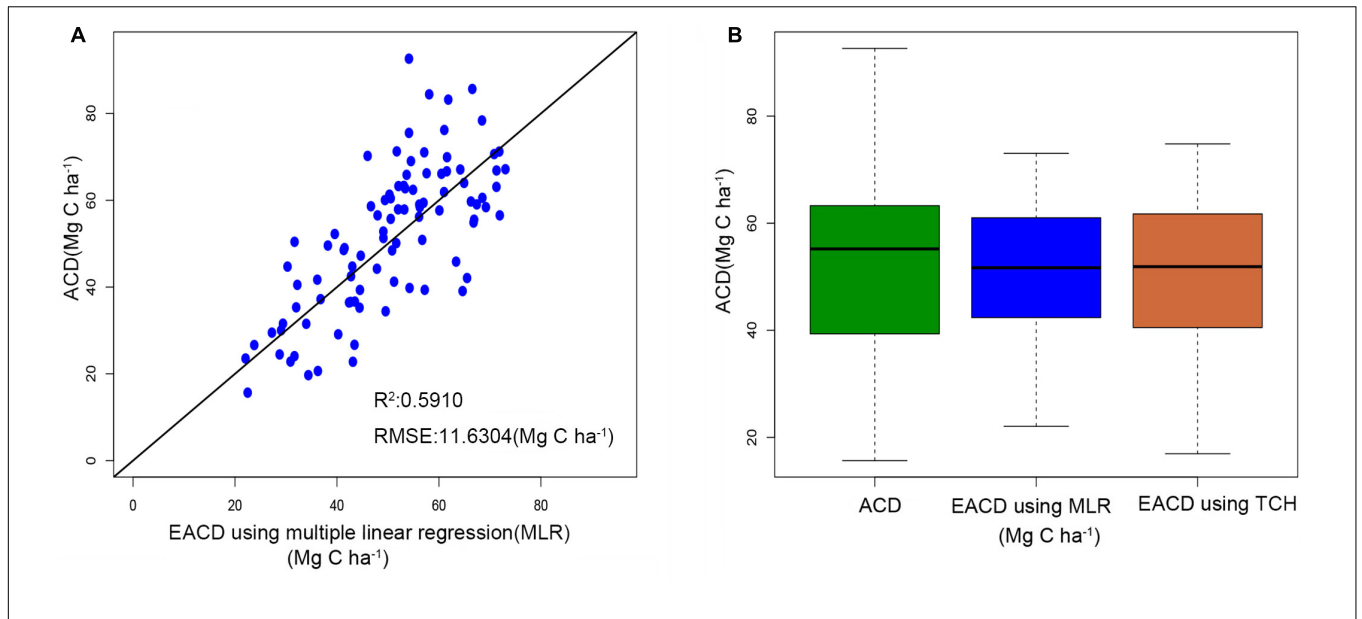 A
ACD(Mg C ha⁻¹)
80
60
40
20
0
R²:0.5910
RMSE:11.6304(Mg C ha⁻¹)
0 20 40 60 80
EACD using multiple linear regression(MLR)
(Mg C ha⁻¹)
B
ACD(Mg C ha⁻¹)
80
60
40
20
ACD EACD using MLR EACD using TCH
(Mg C ha⁻¹)